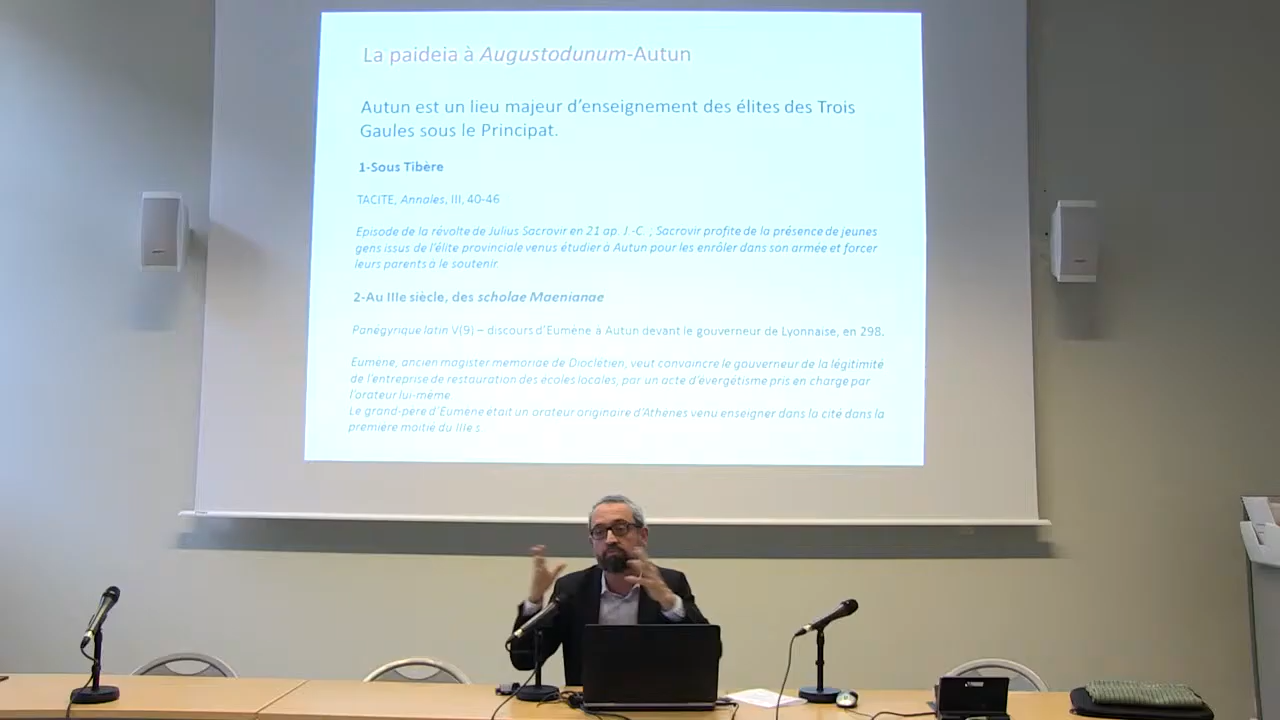 La paideia à Augustodunum-Autun
Autun est un lieu majeur d’enseignement des élites des Trois
Gaules sous le Principat.
1-Sous Tibère
TACITE, Annales, III, 40-46
Episode de la révolte de Julius Sacrovir en 21 ap. J.-C. ; Sacrovir profite de la présence de jeunes
gens issus de l’élite provinciale venus étudier à Autun pour les enrôler dans son armée et forcer
leurs parents à le soutenir.
2-Au IIIe siècle, des scholae Maenianae
Panégyrique latin V(9) – discours d’Eumène à Autun devant le gouverneur de Lyonnaise, en 298.
Eumène, ancien magister memoriae de Dioclétien, veut convaincre le gouverneur de la légitimité
de l’entreprise de restauration des écoles locales, par un acte d’évergétisme pris en charge par
l’orateur lui-même.
Le grand-père d’Eumène était un orateur originaire d’Athènes venu enseigner dans la cité dans la
première moitié du IIIe s.